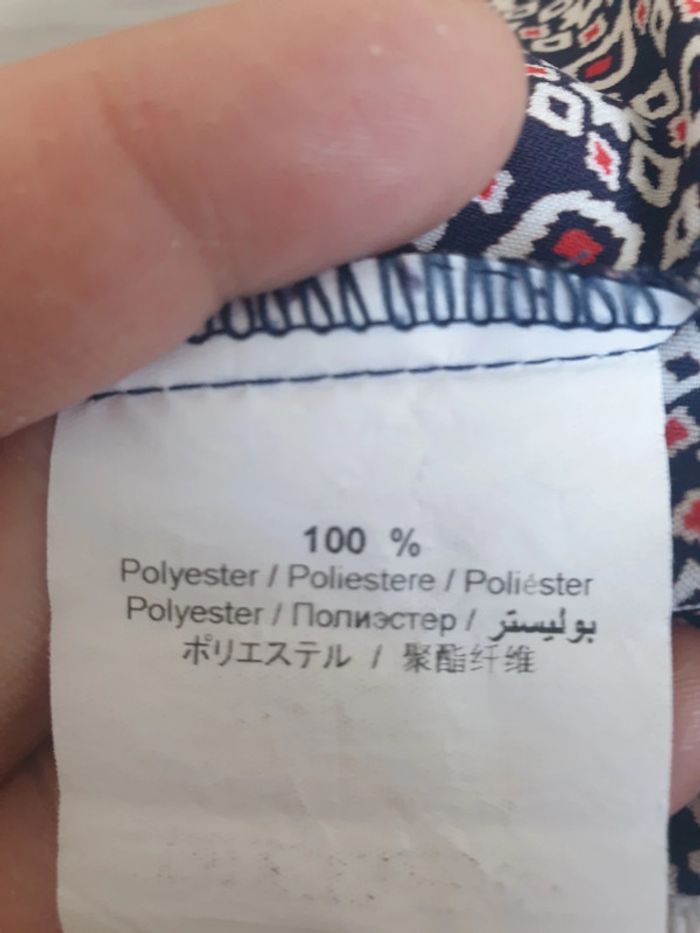 100 %
Polyester / Poliestere / Poliéster
Polyester / Полиэстер / بوليستر
ポリエステル / 聚酯纤维